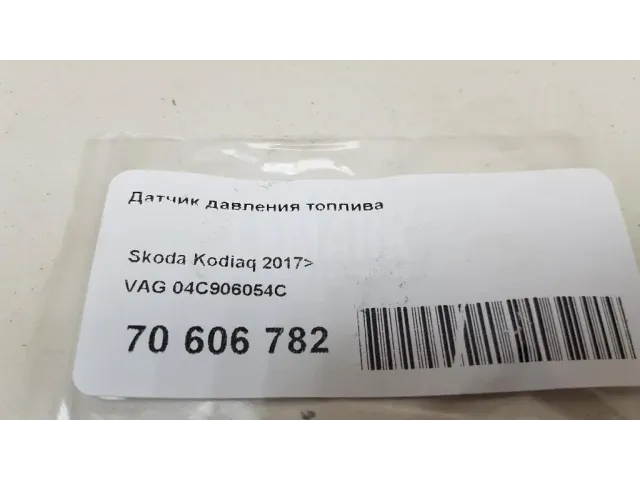 Датчик давления топлива
Skoda Kodiaq 2017>
VAG 04C906054C
70 606 782